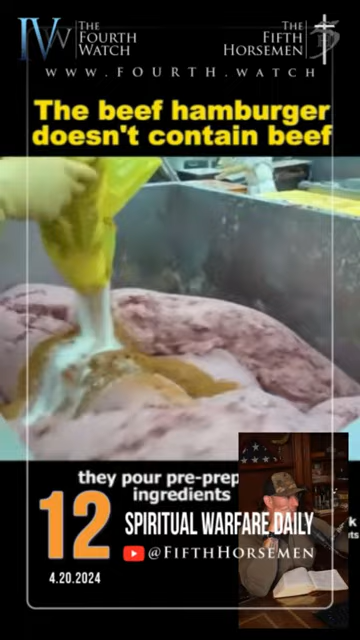 IV
THE FOURTH WATCH
THE FIFTH HORSEMEN
WWW.FOURTH.WATCH
The beef hamburger
doesn't contain beef
they pour pre-prep
ingredients
12
SPIRITUAL WARFARE DAILY
@FIFTHHORSEMEN
4.20.2024